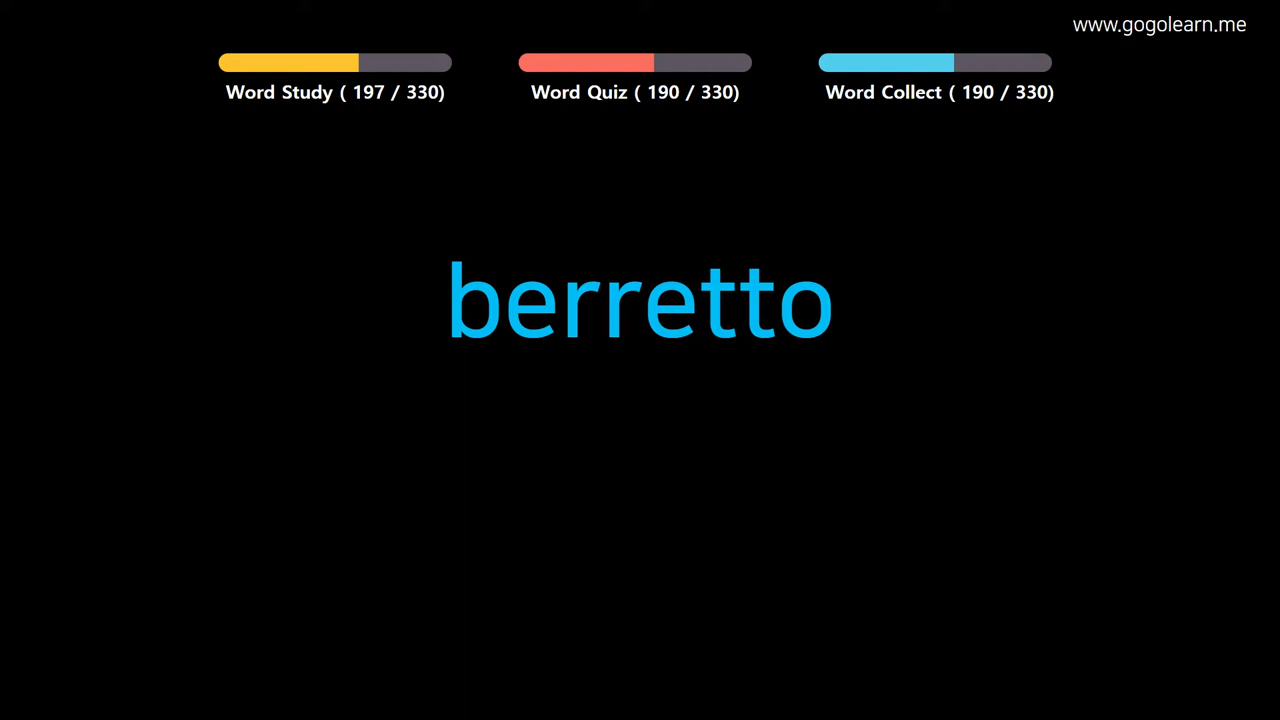 www.gogolearn.me
Word Study ( 197 / 330)
Word Quiz ( 190 / 330)
Word Collect ( 190 / 330)
berretto